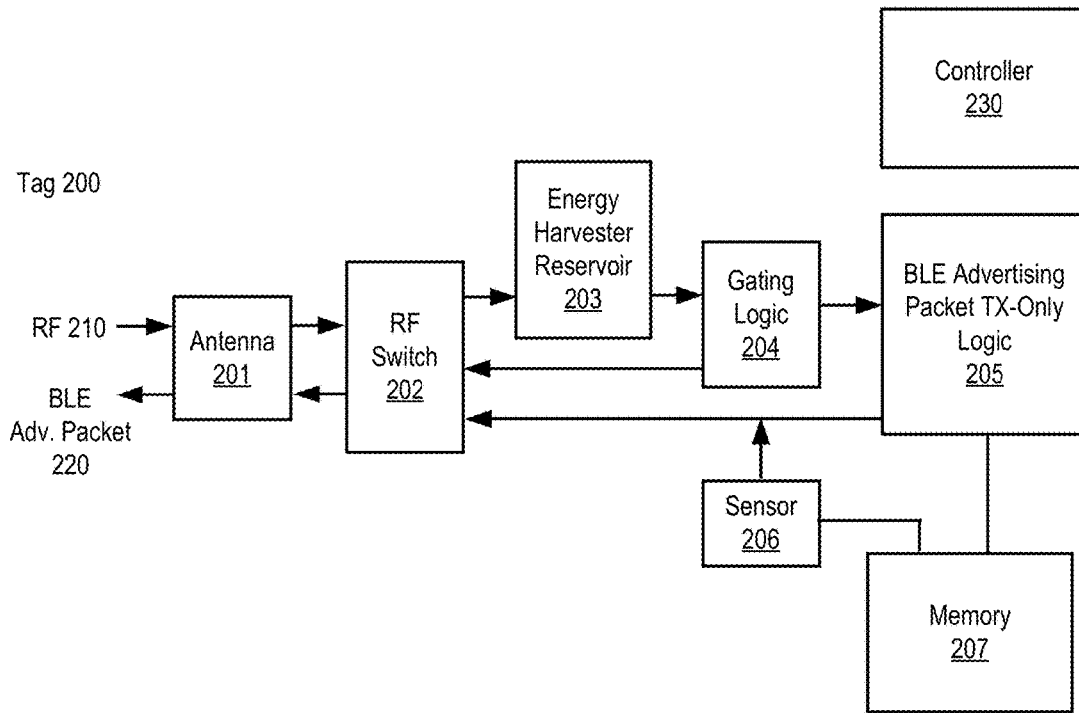 Controller
230
Tag 200
Energy
Harvester
Reservoir
203
Gating
Logic
204
BLE Advertising
Packet TX-Only
Logic
205
RF 210
Antenna
201
RF
Switch
202
BLE
Adv. Packet
220
Sensor
206
Memory
207